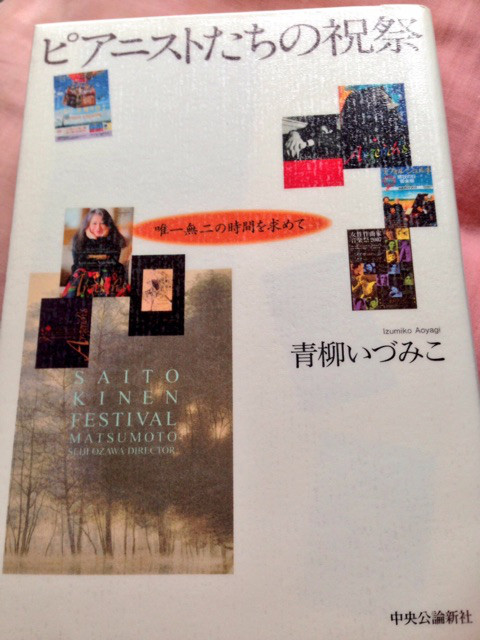 ピアニストたちの祝祭
唯一無二の時間を求めて
Izumiko Aoyagi
青柳いづみこ
SAITO
KINEN
FESTIVAL
MATSUMOTO
SEIJI OZAWA DIRECTOR
中央公論新社